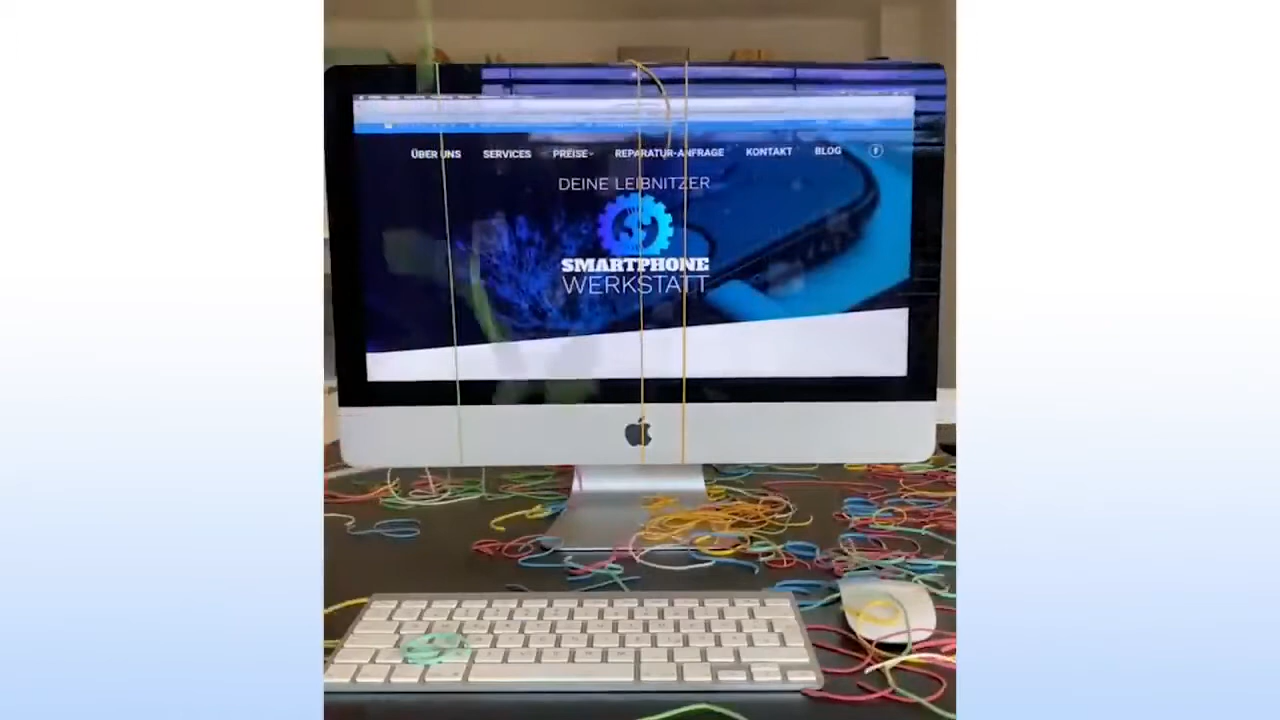 ÜBER UNS SERVICES PREISE REPARATUR-ANFRAGE KONTAKT BLOG
DEINE LEIBNITZER
SMARTPHONE
WERKSTATT